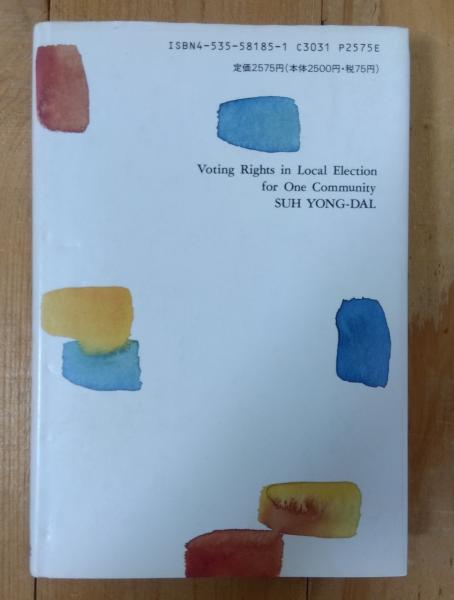 ISBN4-535-58185-1 C3031 P2575E
定価2575円(本体2500円・税75円)
Voting Rights in Local Election
for One Community
SUH YONG-DAL